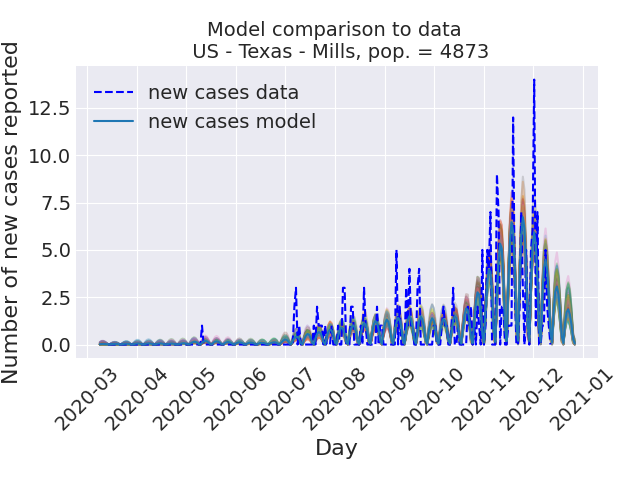 Model comparison to data
US - Texas - Mills, pop. = 4873
Number of new cases reported
12.5
10.0
7.5
5.0
2.5
0.0
new cases data
new cases model
2020-03
2020-04
2020-05
2020-06
2020-07
2020-08
2020-09
2020-10
2020-11
2020-12
2021-01
Day